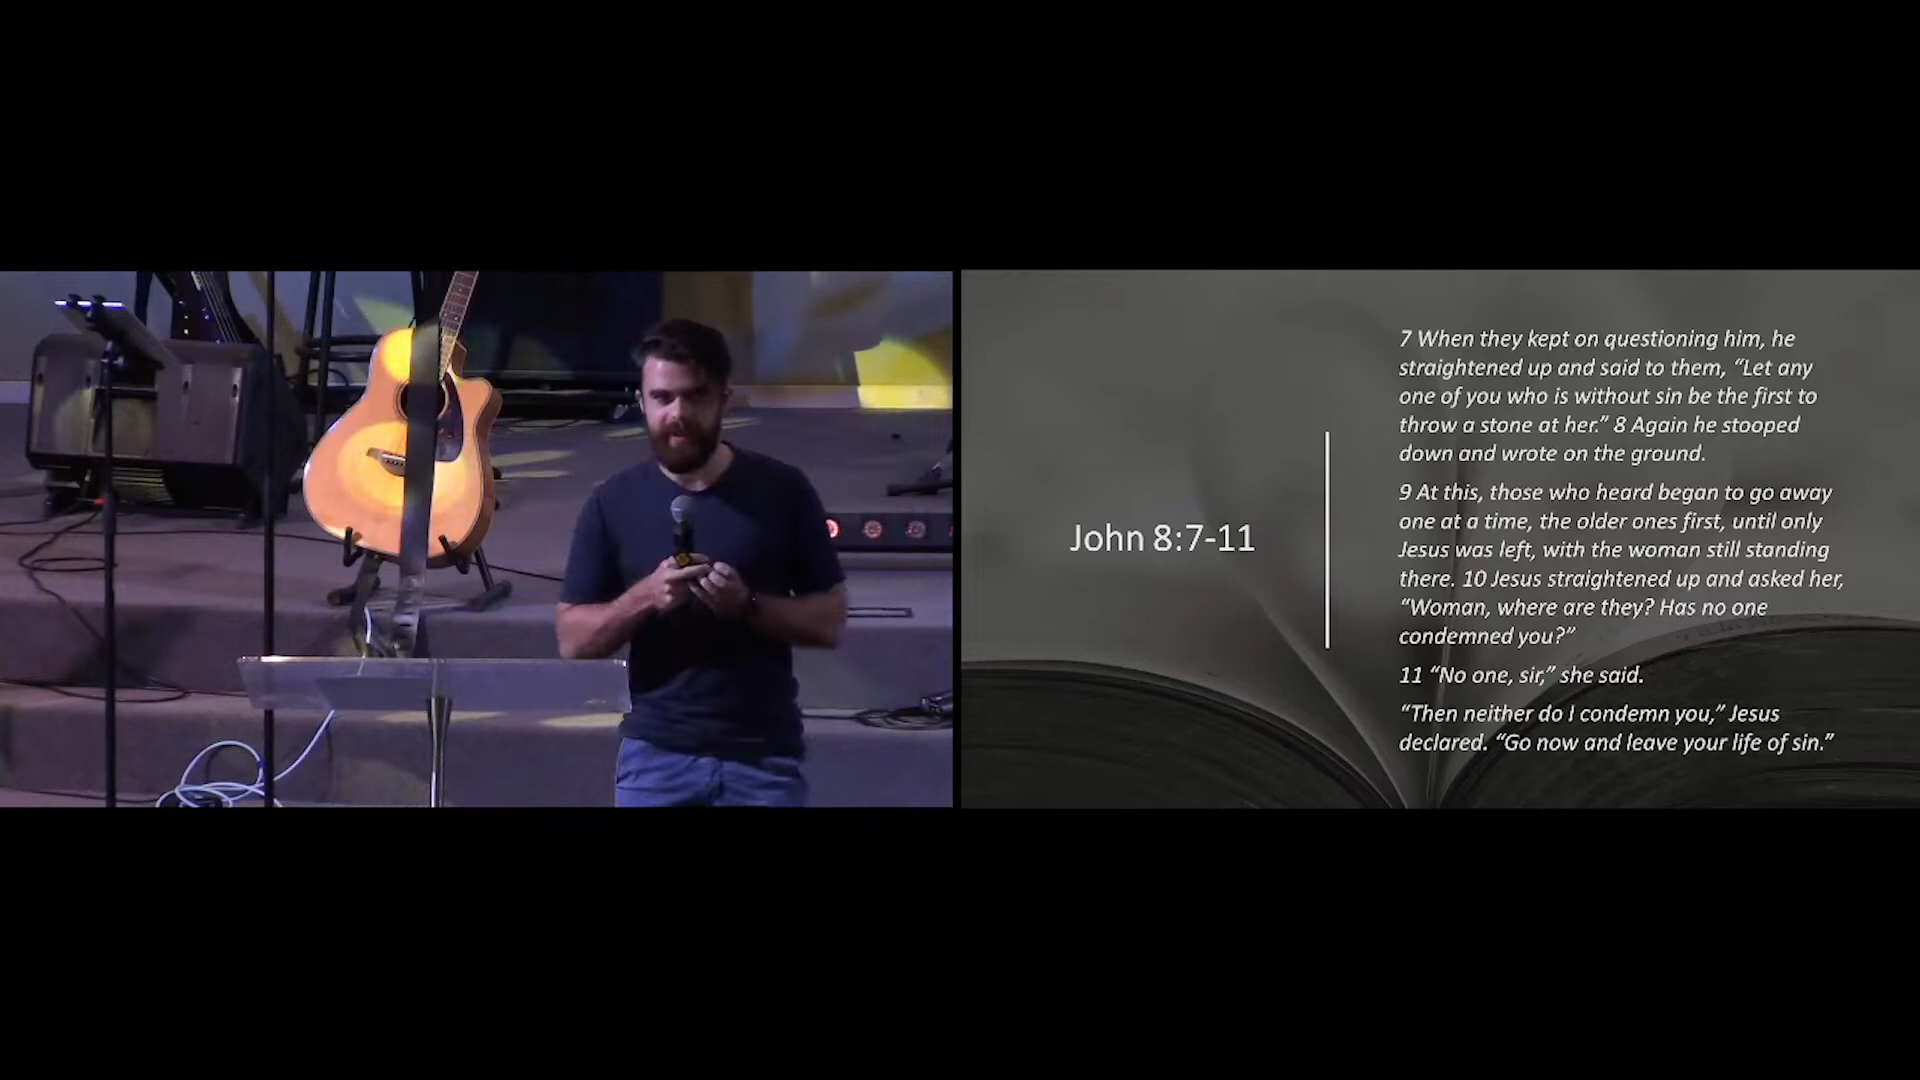 John 8:7-11
7 When they kept on questioning him, he
straightened up and said to them, “Let any
one of you who is without sin be the first to
throw a stone at her.” 8 Again he stooped
down and wrote on the ground.
9 At this, those who heard began to go away
one at a time, the older ones first, until only
Jesus was left, with the woman still standing
there. 10 Jesus straightened up and asked her,
“Woman, where are they? Has no one
condemned you?”
11 “No one, sir,” she said.
“Then neither do I condemn you,” Jesus
declared. “Go now and leave your life of sin.”